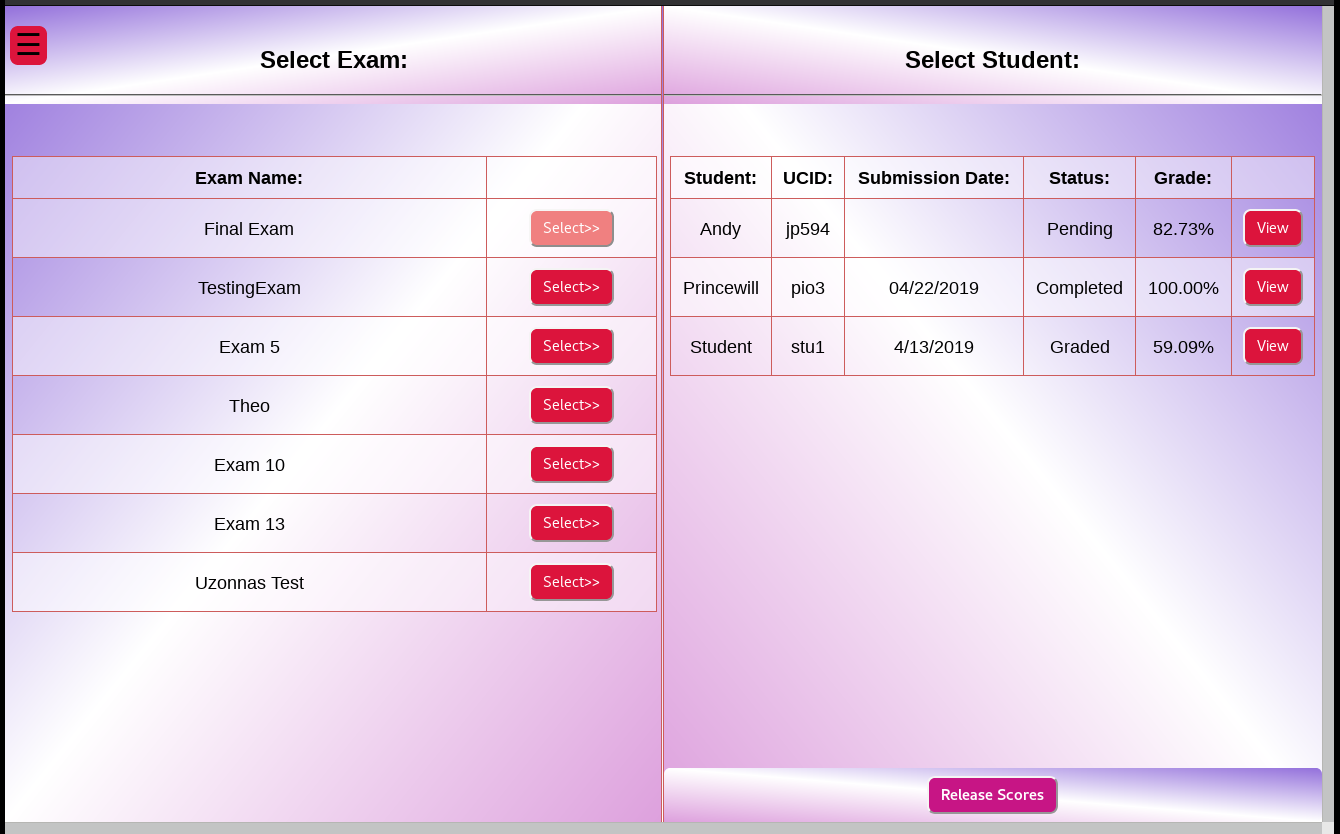 Select Exam:
Exam Name:
Final Exam Select>>
TestingExam Select>>
Exam 5 Select>>
Theo Select>>
Exam 10 Select>>
Exam 13 Select>>
Uzonnas Test Select>>
Select Student:
Student: UCID: Submission Date: Status: Grade:
Andy jp594 Pending 82.73% View
Princewill pio3 04/22/2019 Completed 100.00% View
Student stu1 4/13/2019 Graded 59.09% View
Release Scores